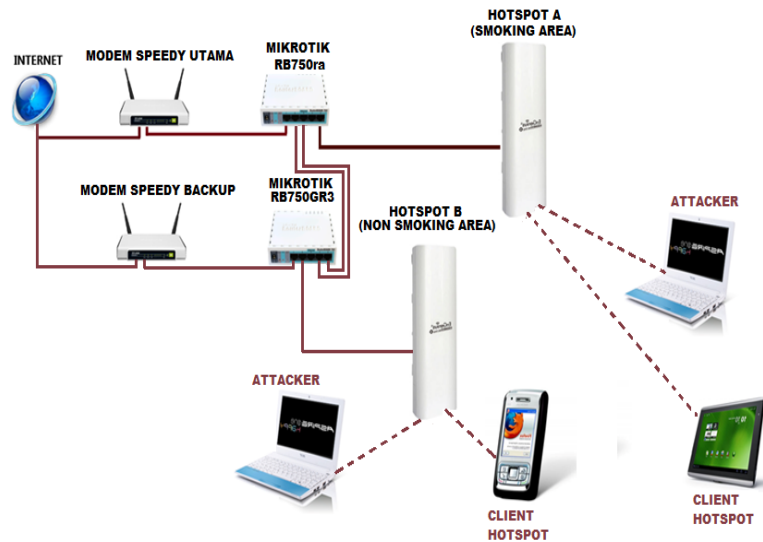 HOTSPOT A
(SMOKING AREA)
INTERNET
MODEM SPEEDY UTAMA
MIKROTIK
RB750ra
MODEM SPEEDY BACKUP
MIKROTIK
RB750GR3
HOTSPOT B
(NON SMOKING AREA)
ATTACKER
ATTACKER
CLIENT
HOTSPOT
CLIENT
HOTSPOT